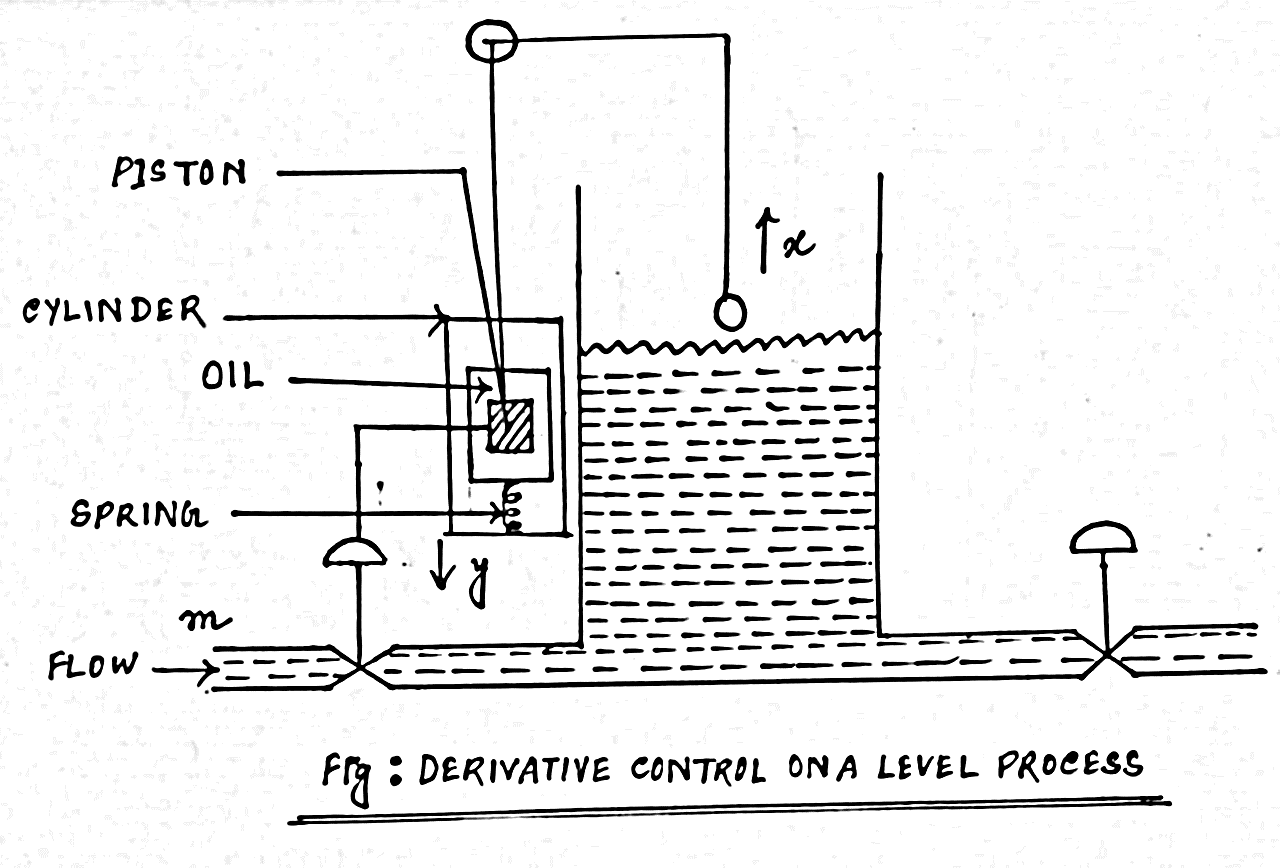 PISTON
x
CYLINDER
OIL
SPRING
y
m
FLOW
Fig : DERIVATIVE CONTROL ON A LEVEL PROCESS